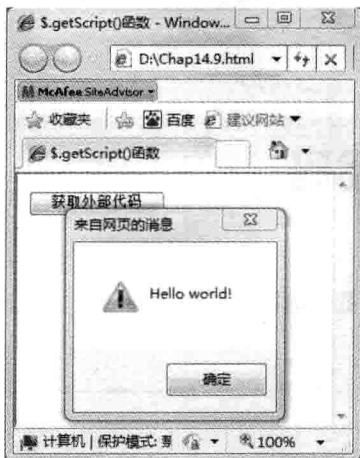 $.getScript()函数 - Window...
D:\Chap14.9.html
McAfee SiteAdvisor
收藏夹 百度 建议网站
$.getScript()函数
获取外部代码
来自网页的消息
Hello world!
确定
计算机 | 保护模式:
100%